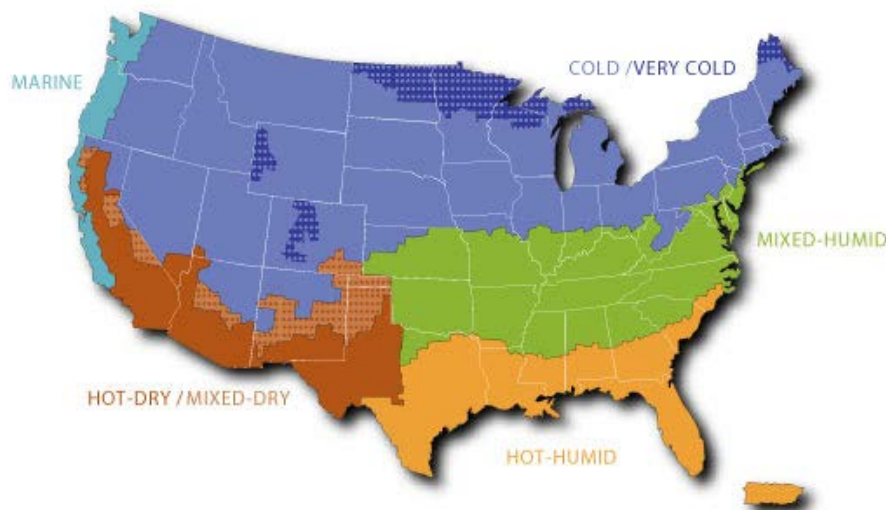 COLD / VERY COLD
MARINE
MIXED-HUMID
HOT-DRY / MIXED-DRY
HOT-HUMID